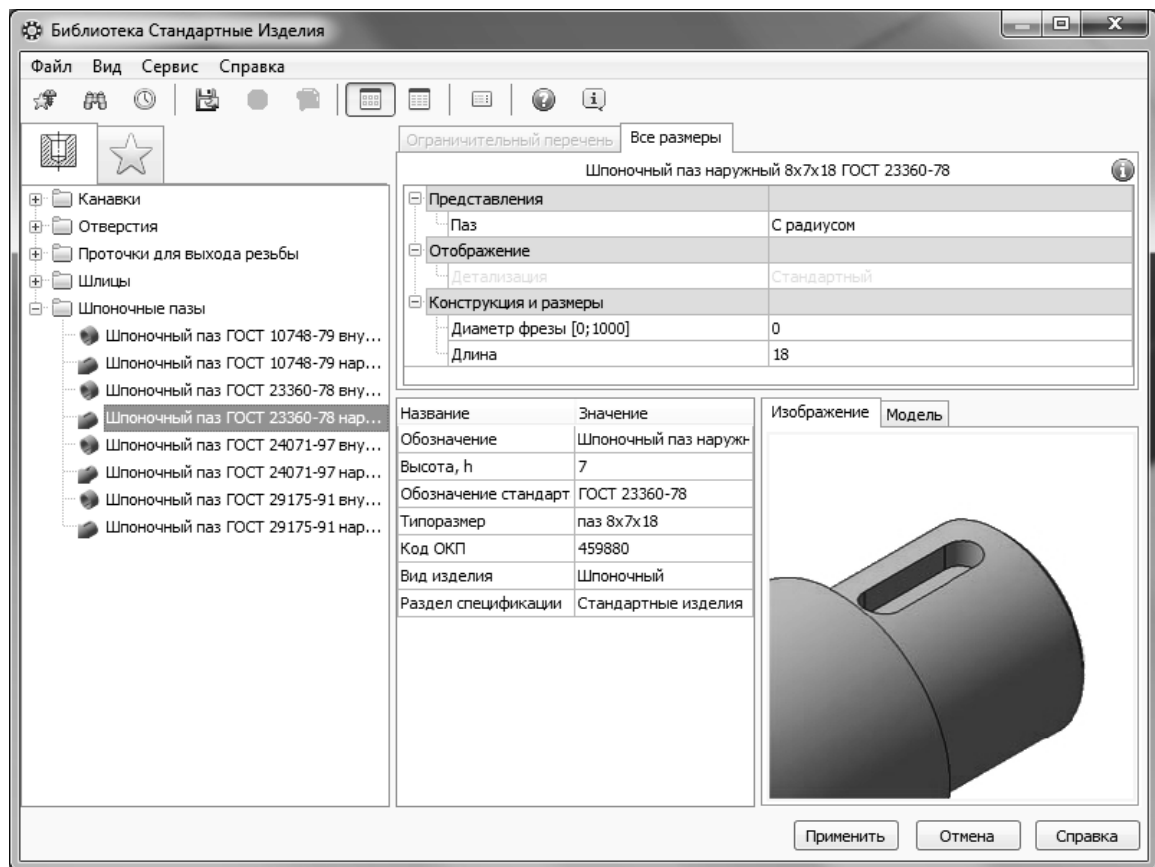 Библиотека Стандартные Изделия
Файл Вид Сервис Справка
Ограничительный перечень Все размеры
Шпоночный паз наружный 8x7x18 ГОСТ 23360-78
Представления
Паз С радиусом
Отображение
Детализация Стандартный
Конструкция и размеры
Диаметр фрезы [0;1000] 0
Длина 18
Канавки
Отверстия
Проточки для выхода резьбы
Шлицы
Шпоночные пазы
Шпоночный паз ГОСТ 10748-79 вну...
Шпоночный паз ГОСТ 10748-79 нар...
Шпоночный паз ГОСТ 23360-78 вну...
Шпоночный паз ГОСТ 23360-78 нар...
Шпоночный паз ГОСТ 24071-97 вну...
Шпоночный паз ГОСТ 24071-97 нар...
Шпоночный паз ГОСТ 29175-91 вну...
Шпоночный паз ГОСТ 29175-91 нар...
Название Значение
Обозначение Шпоночный паз наружн
Высота, h 7
Обозначение стандарт ГОСТ 23360-78
Типоразмер паз 8x7x18
Код ОКП 459880
Вид изделия Шпоночный
Раздел спецификации Стандартные изделия
Изображение Модель
Применить Отмена Справка